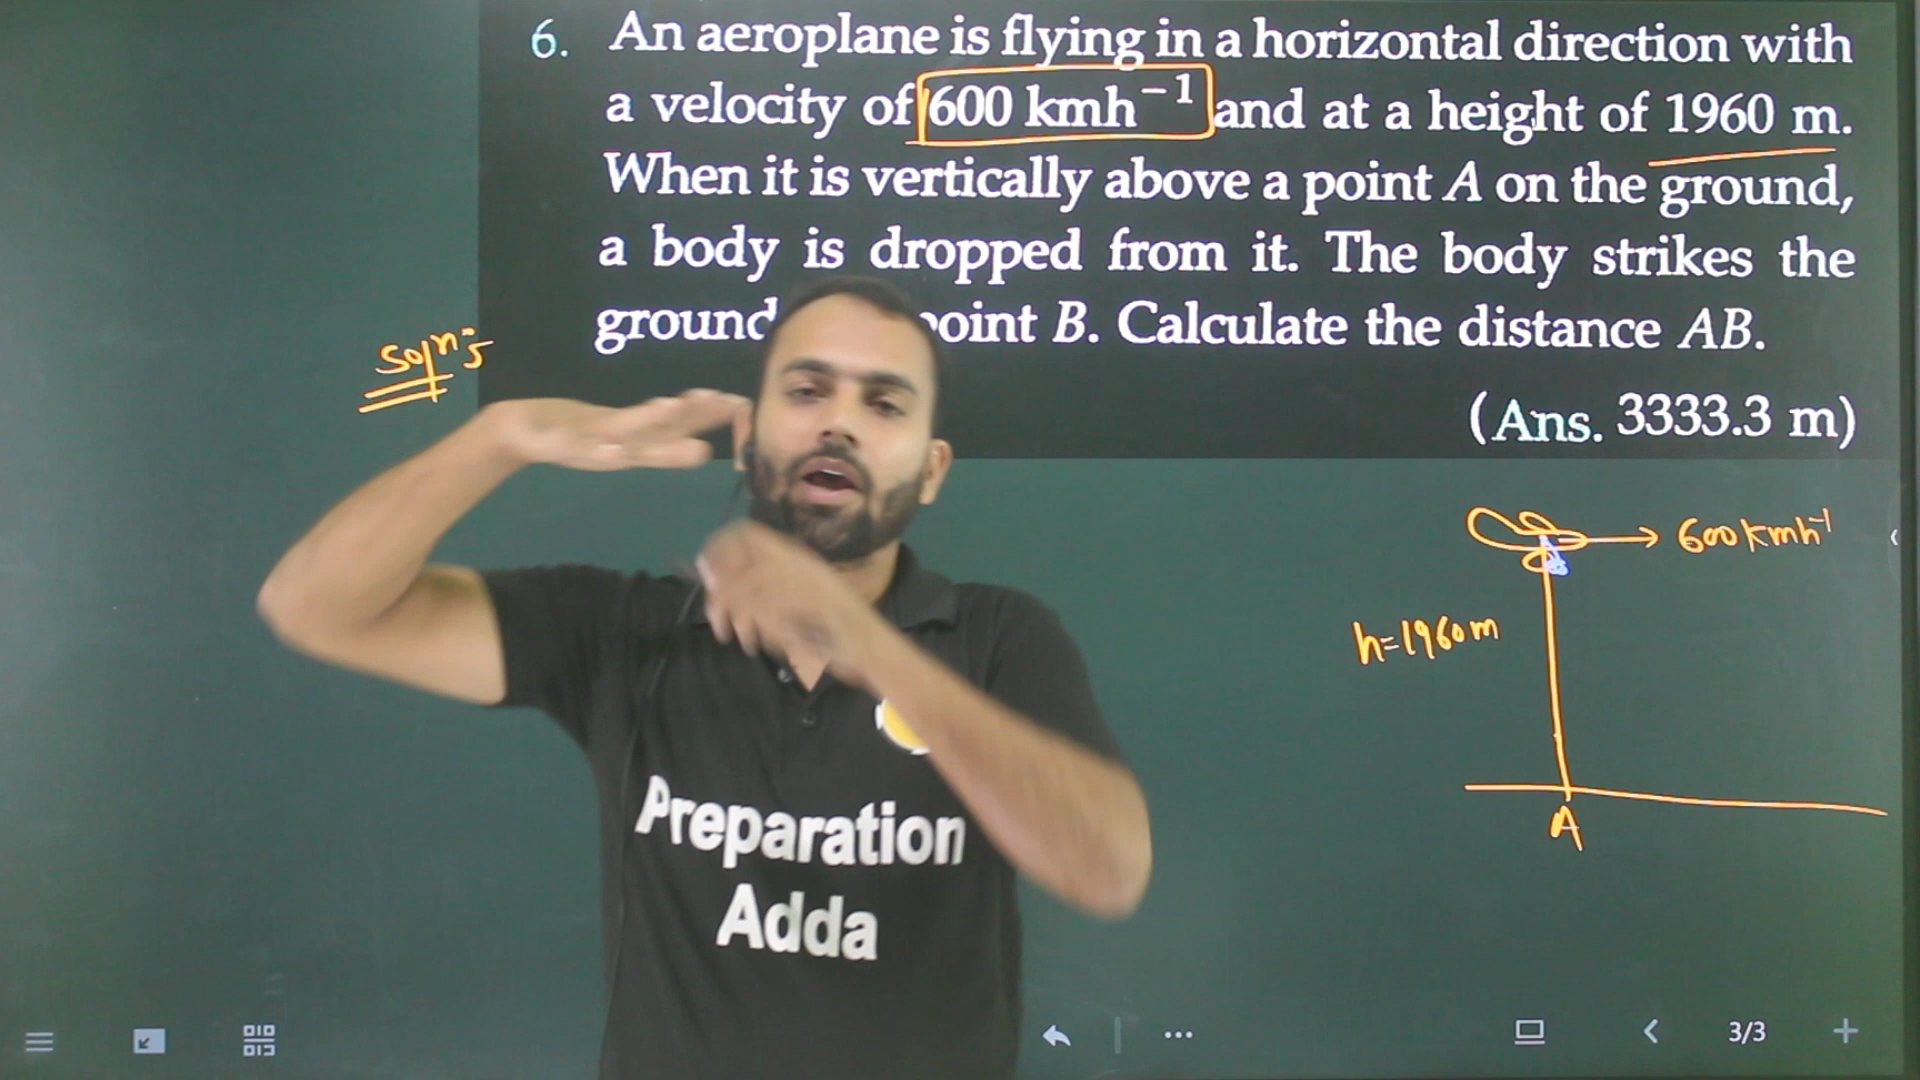 6. An aeroplane is flying in a horizontal direction with
a velocity of 600 kmh⁻¹ and at a height of 1960 m.
When it is vertically above a point A on the ground,
a body is dropped from it. The body strikes the
ground point B. Calculate the distance AB.
(Ans. 3333.3 m)
Solⁿ:-
600 kmh⁻¹
h=1960m
A
Preparation
Adda
3/3